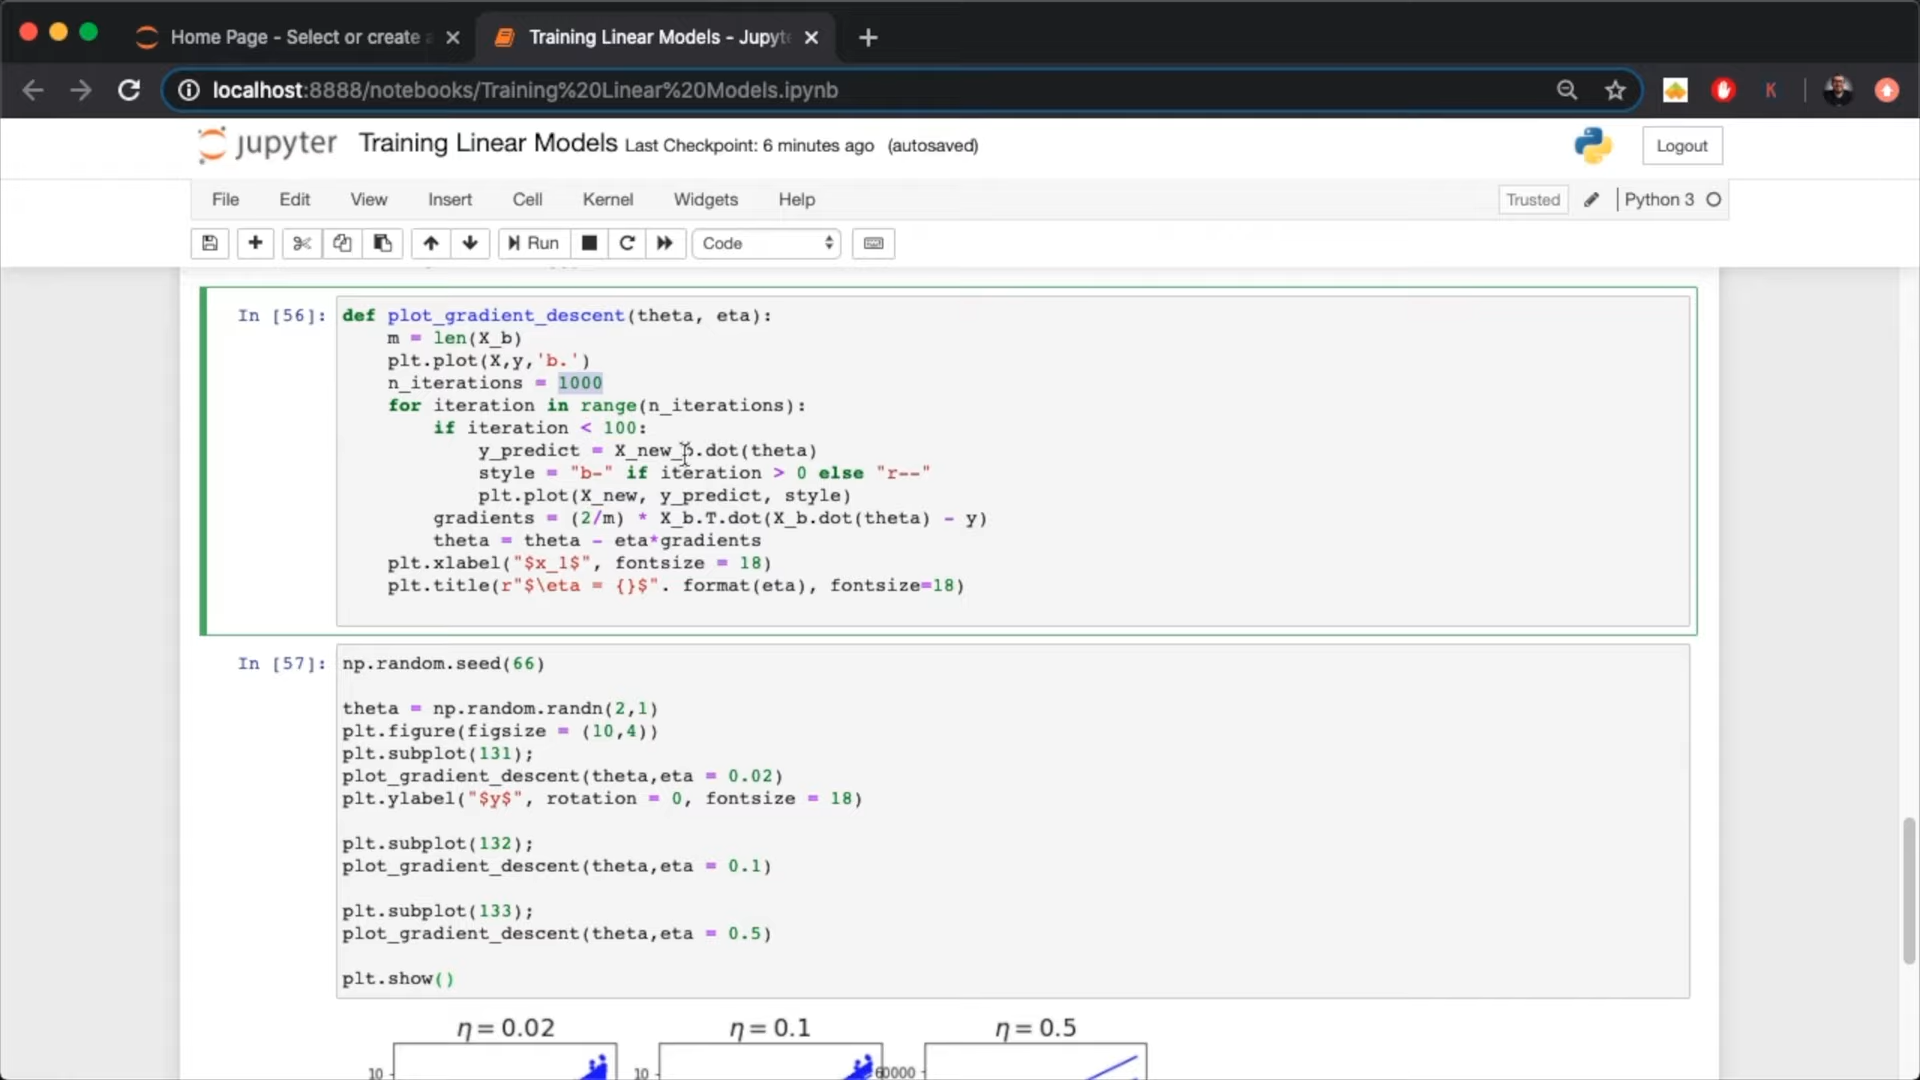 Home Page - Select or create a
Training Linear Models - Jupyt
localhost:8888/notebooks/Training%20Linear%20Models.ipynb
K
jupyter Training Linear Models Last Checkpoint: 6 minutes ago (autosaved)
Logout
File Edit View Insert Cell Kernel Widgets Help
Trusted Python 3
Run Code
In [56]:
def plot_gradient_descent(theta, eta):
m = len(X_b)
plt.plot(X,y,'b.')
n_iterations = 1000
for iteration in range(n_iterations):
if iteration < 100:
y_predict = X_new_b.dot(theta)
style = "b-" if iteration > 0 else "r--"
plt.plot(X_new, y_predict, style)
gradients = (2/m) * X_b.T.dot(X_b.dot(theta) - y)
theta = theta - eta*gradients
plt.xlabel("$x_1$", fontsize = 18)
plt.title(r"$\eta = {}$". format(eta), fontsize=18)
In [57]:
np.random.seed(66)
theta = np.random.randn(2,1)
plt.figure(figsize = (10,4))
plt.subplot(131);
plot_gradient_descent(theta,eta = 0.02)
plt.ylabel("$y$", rotation = 0, fontsize = 18)
plt.subplot(132);
plot_gradient_descent(theta,eta = 0.1)
plt.subplot(133);
plot_gradient_descent(theta,eta = 0.5)
plt.show()
η = 0.02 η = 0.1 η = 0.5
10 10